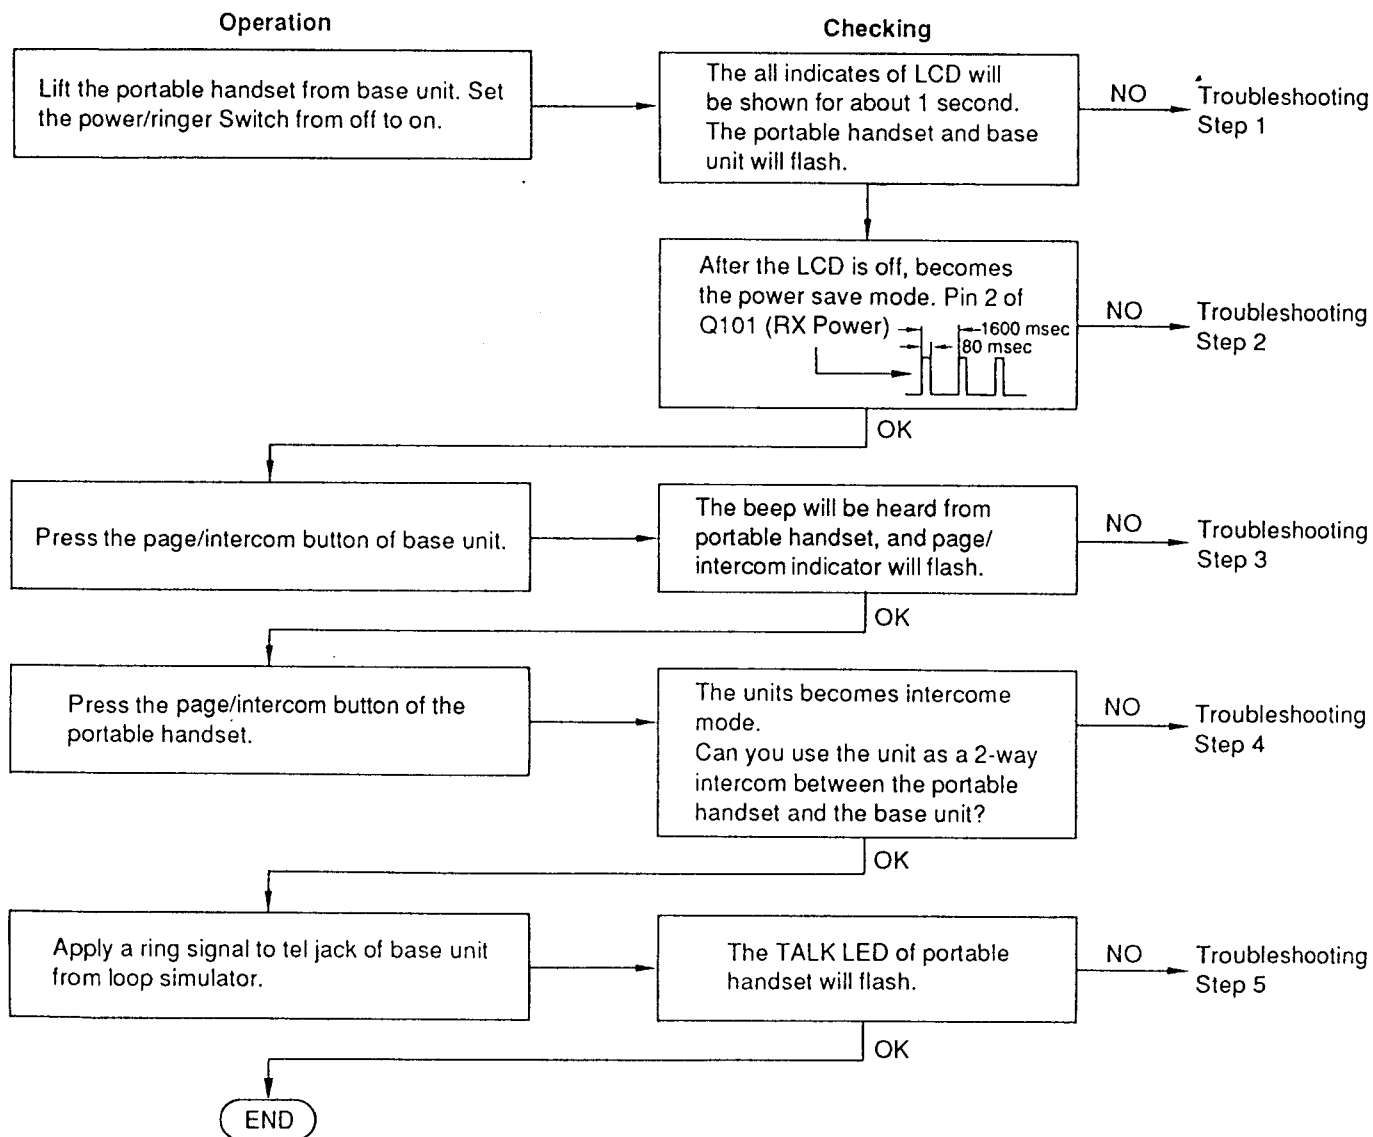 Operation
Checking
Lift the portable handset from base unit. Set
the power/ringer Switch from off to on.
The all indicates of LCD will
be shown for about 1 second.
The portable handset and base
unit will flash.
NO
Troubleshooting
Step 1
After the LCD is off, becomes
the power save mode. Pin 2 of
Q101 (RX Power)
1600 msec
80 msec
NO
Troubleshooting
Step 2
OK
Press the page/intercom button of base unit.
The beep will be heard from
portable handset, and page/
intercom indicator will flash.
NO
Troubleshooting
Step 3
OK
Press the page/intercom button of the
portable handset.
The units becomes intercome
mode.
Can you use the unit as a 2-way
intercom between the portable
handset and the base unit?
NO
Troubleshooting
Step 4
OK
Apply a ring signal to tel jack of base unit
from loop simulator.
The TALK LED of portable
handset will flash.
NO
Troubleshooting
Step 5
OK
END